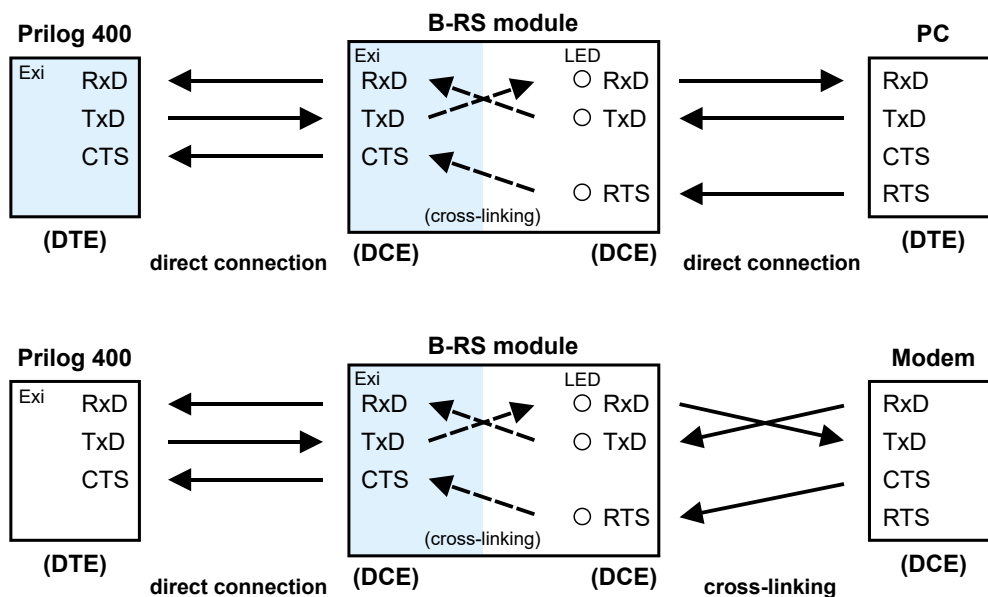 B-RS module
Prilog 400
PC
Exi
RxD
TxD
CTS
Exi
LED
RxD
RxD
TxD
TxD
CTS
RTS
(cross-linking)
RxD
TxD
CTS
RTS
(DTE)
(DCE)
(DCE)
(DTE)
direct connection
direct connection
B-RS module
Prilog 400
Modem
Exi
RxD
TxD
CTS
Exi
LED
RxD
RxD
TxD
TxD
CTS
RTS
(cross-linking)
RxD
TxD
CTS
RTS
(DTE)
(DCE)
(DCE)
(DCE)
direct connection
cross-linking